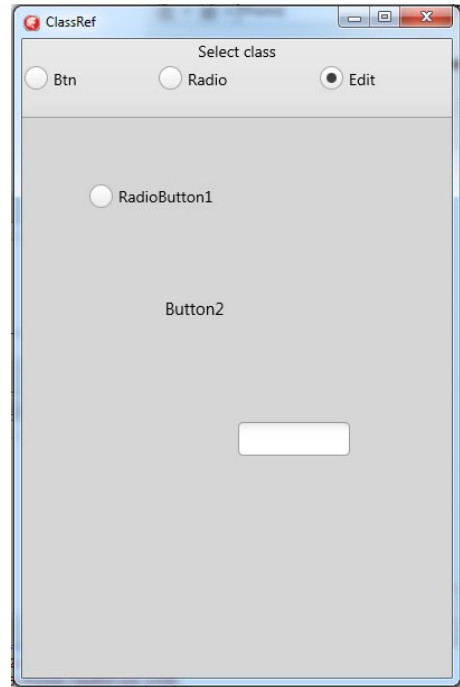 ClassRef
Select class
Btn Radio Edit
RadioButton1
Button2